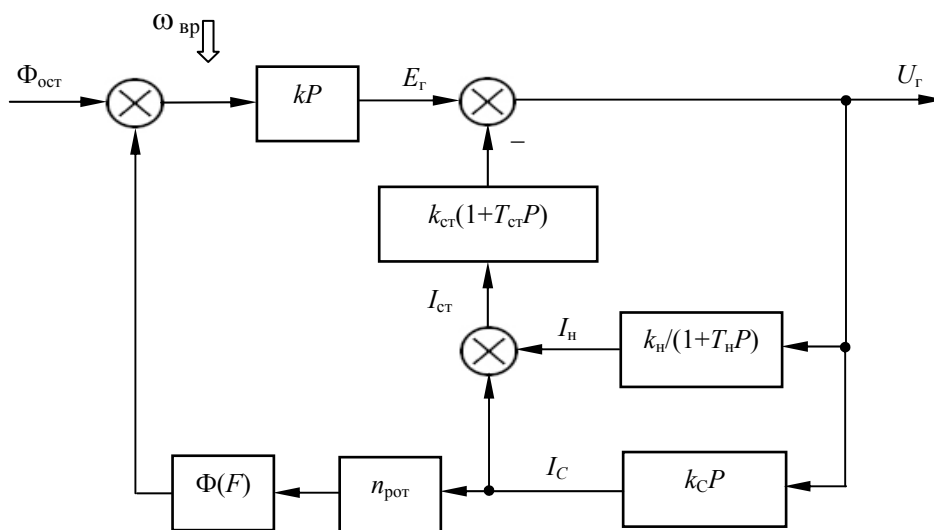 ω вр
Φост
kP
Eг
Uг
–
kст(1+TстP)
Iст
Iн
kн/(1+TнP)
Φ(F)
nрот
IC
kCP